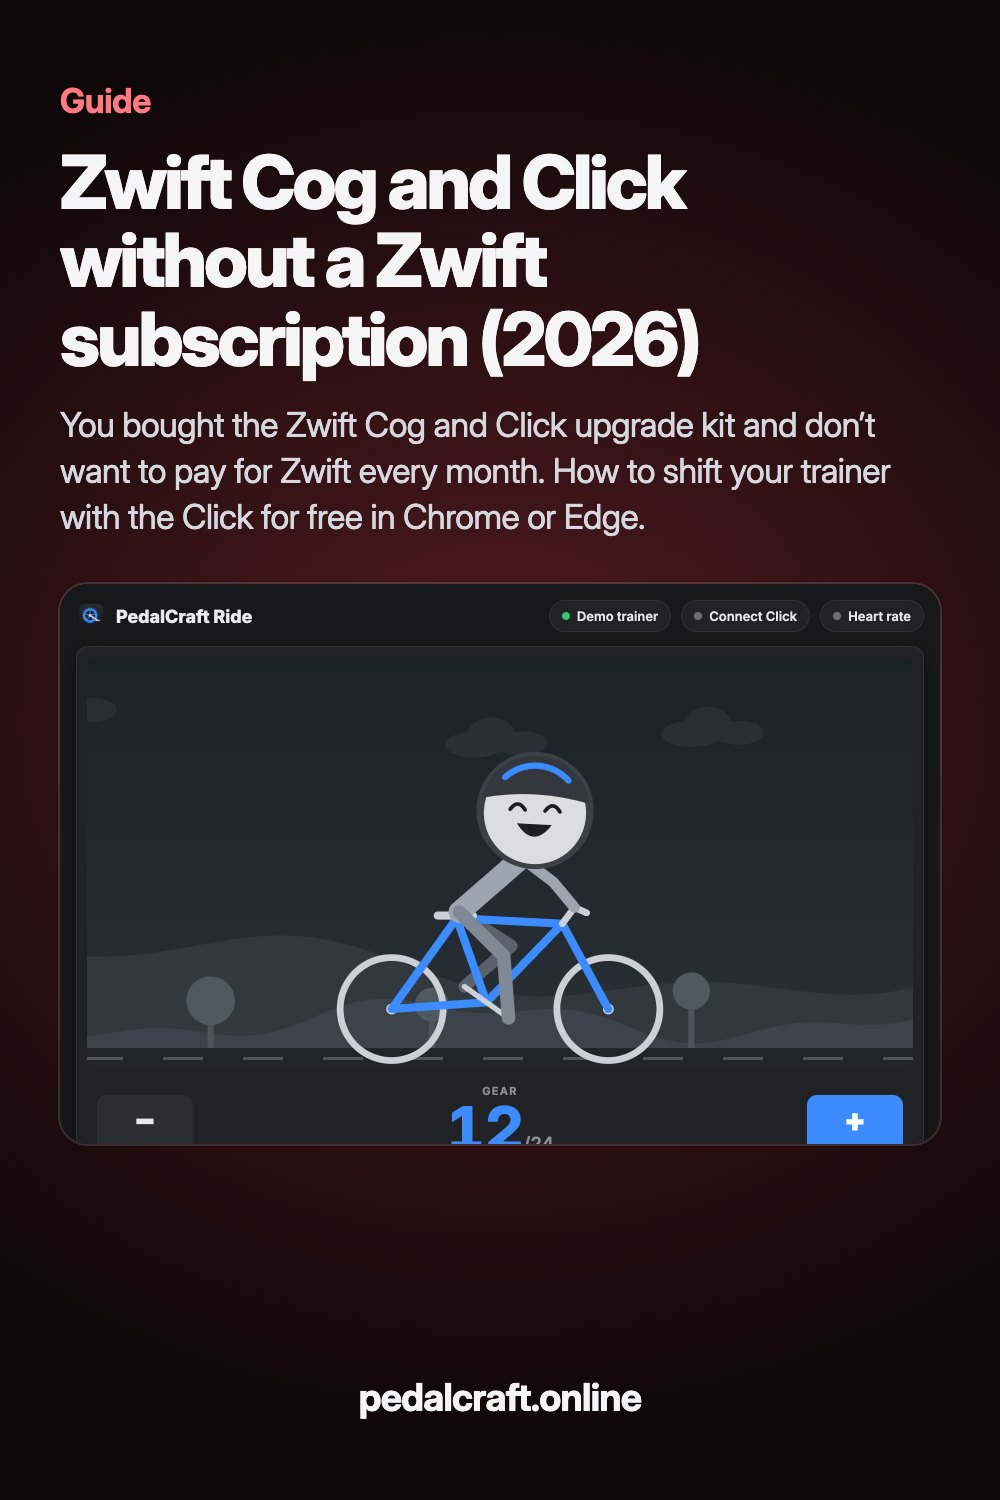 Guide
Zwift Cog and Click
without a Zwift
subscription (2026)
You bought the Zwift Cog and Click upgrade kit and don’t
want to pay for Zwift every month. How to shift your trainer
with the Click for free in Chrome or Edge.
PedalCraft Ride
Demo trainer
Connect Click
Heart rate
GEAR
−
12/24
+
pedalcraft.online